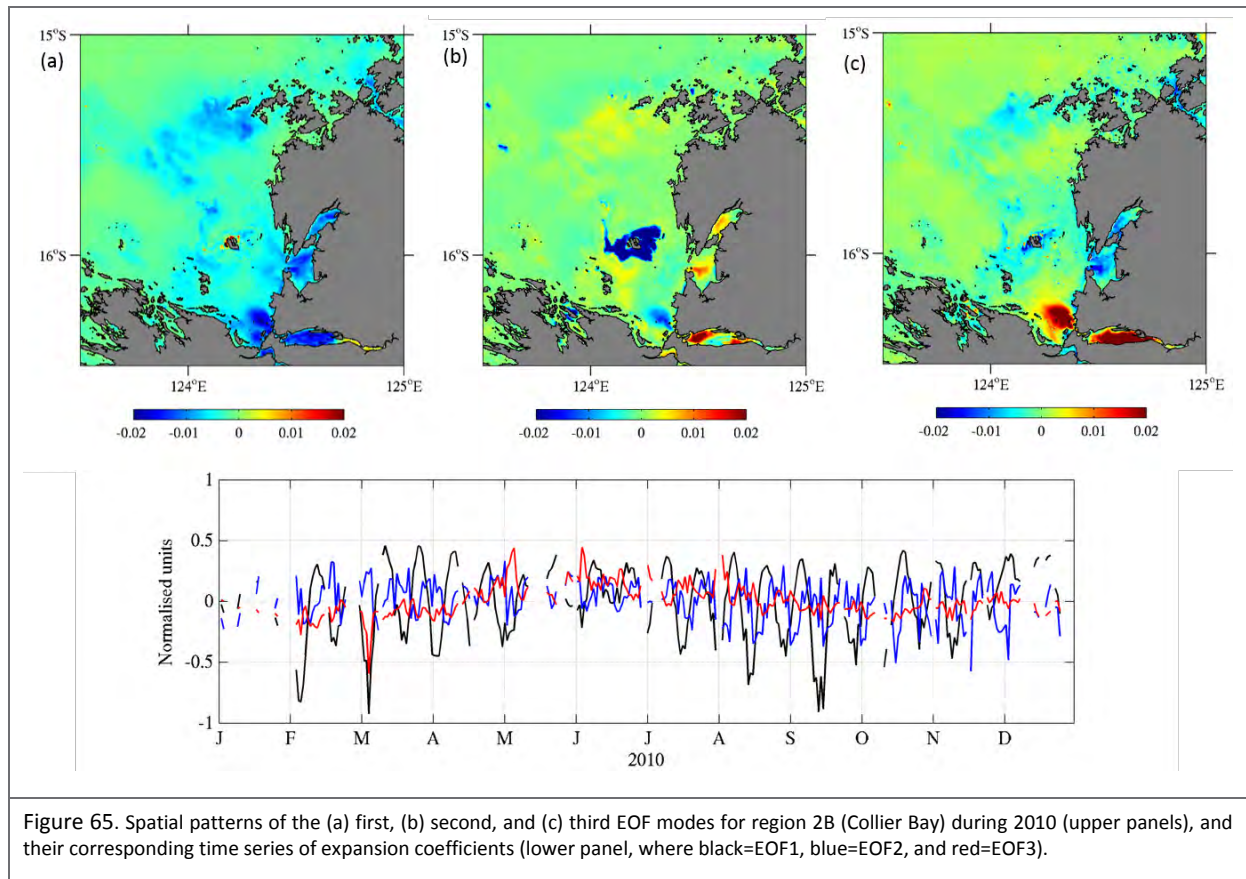 15°S
15°S
15°S
(a)
(b)
(c)
16°S
16°S
16°S
124°E
125°E
124°E
125°E
124°E
125°E
-0.02 -0.01 0 0.01 0.02
-0.02 -0.01 0 0.01 0.02
-0.02 -0.01 0 0.01 0.02
1
0.5
0
-0.5
-1
Normalised units
J F M A M J J A S O N D
2010
Figure 65. Spatial patterns of the (a) first, (b) second, and (c) third EOF modes for region 2B (Collier Bay) during 2010 (upper panels), and
their corresponding time series of expansion coefficients (lower panel, where black=EOF1, blue=EOF2, and red=EOF3).